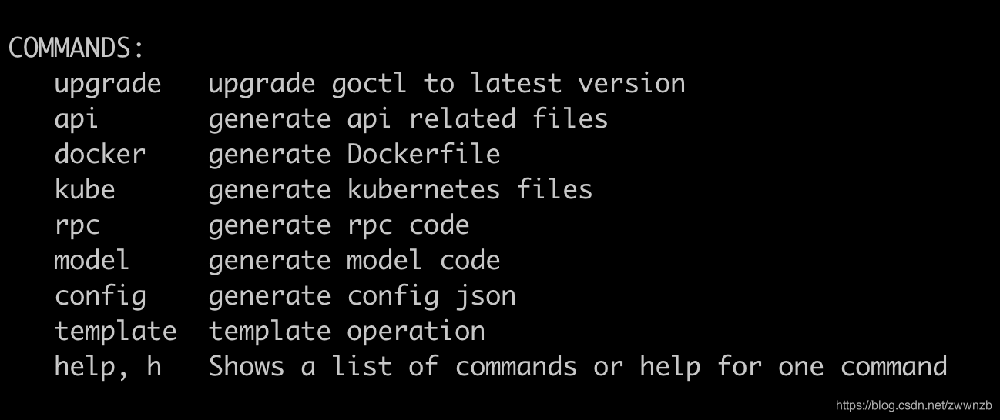 COMMANDS:
upgrade   upgrade goctl to latest version
api       generate api related files
docker    generate Dockerfile
kube      generate kubernetes files
rpc       generate rpc code
model     generate model code
config    generate config json
template  template operation
help, h   Shows a list of commands or help for one command
https://blog.csdn.net/zwwnzb